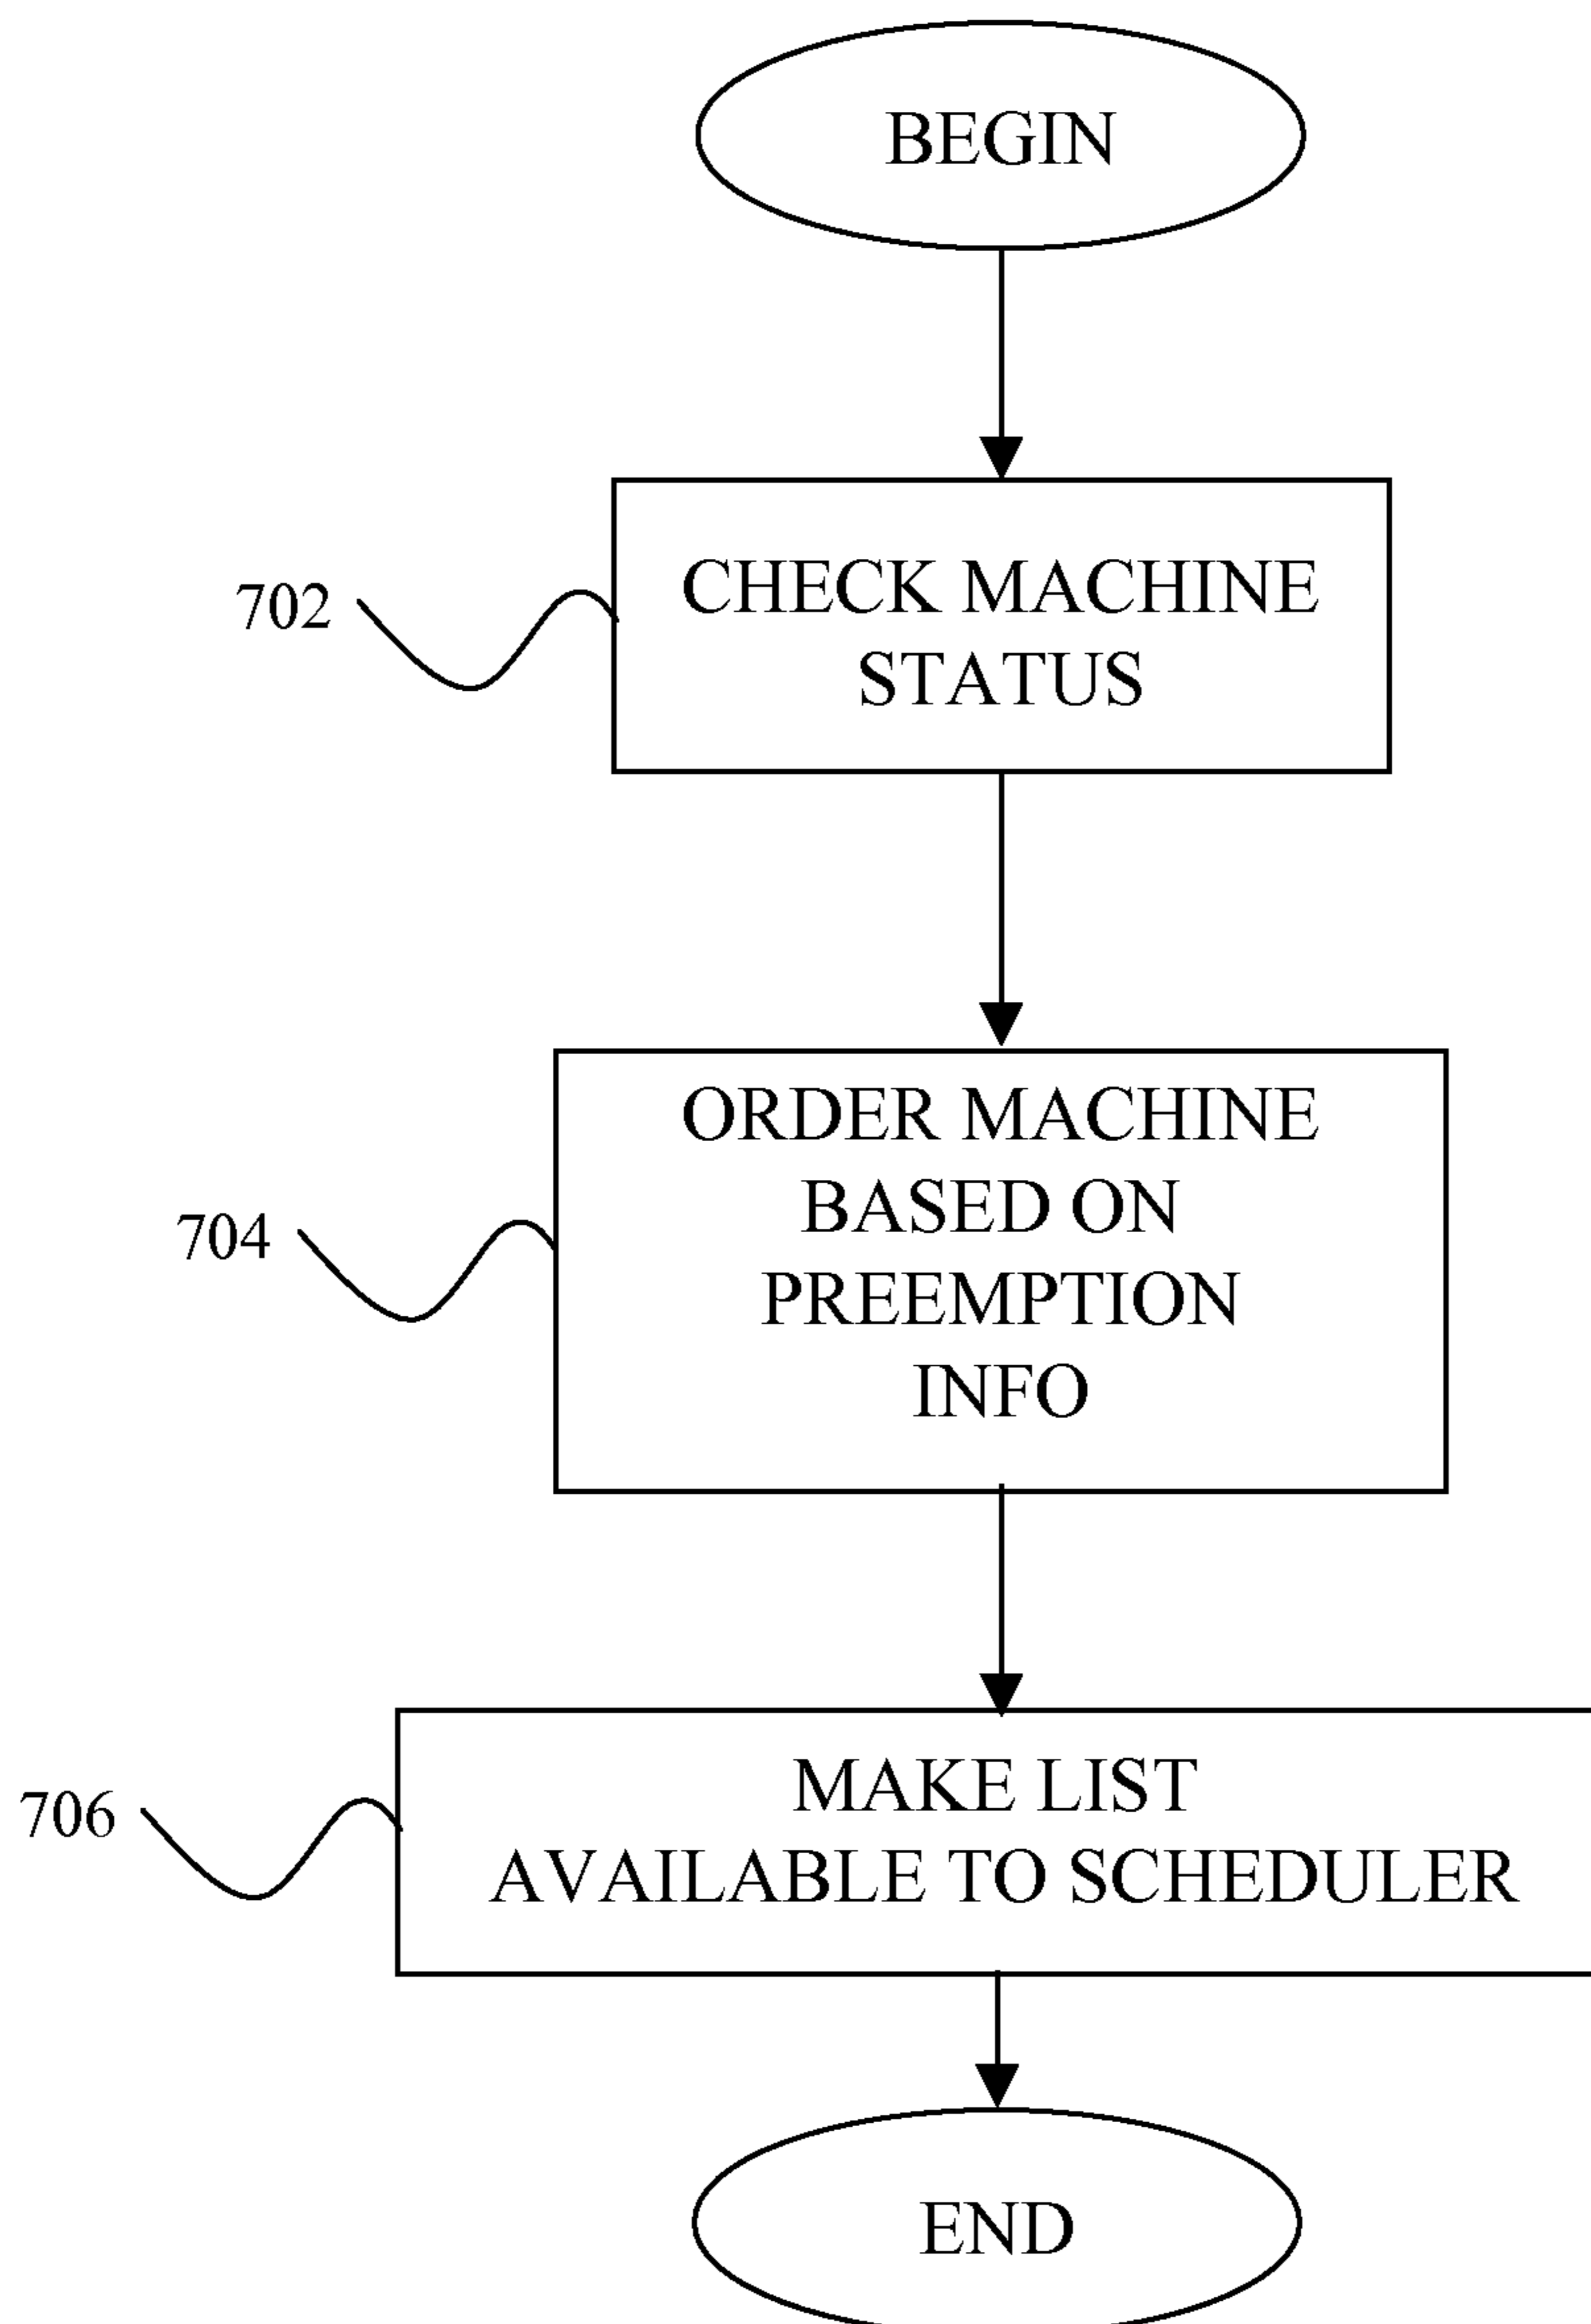 BEGIN
702
CHECK MACHINE
STATUS
704
ORDER MACHINE
BASED ON
PREEMPTION
INFO
706
MAKE LIST
AVAILABLE TO SCHEDULER
END